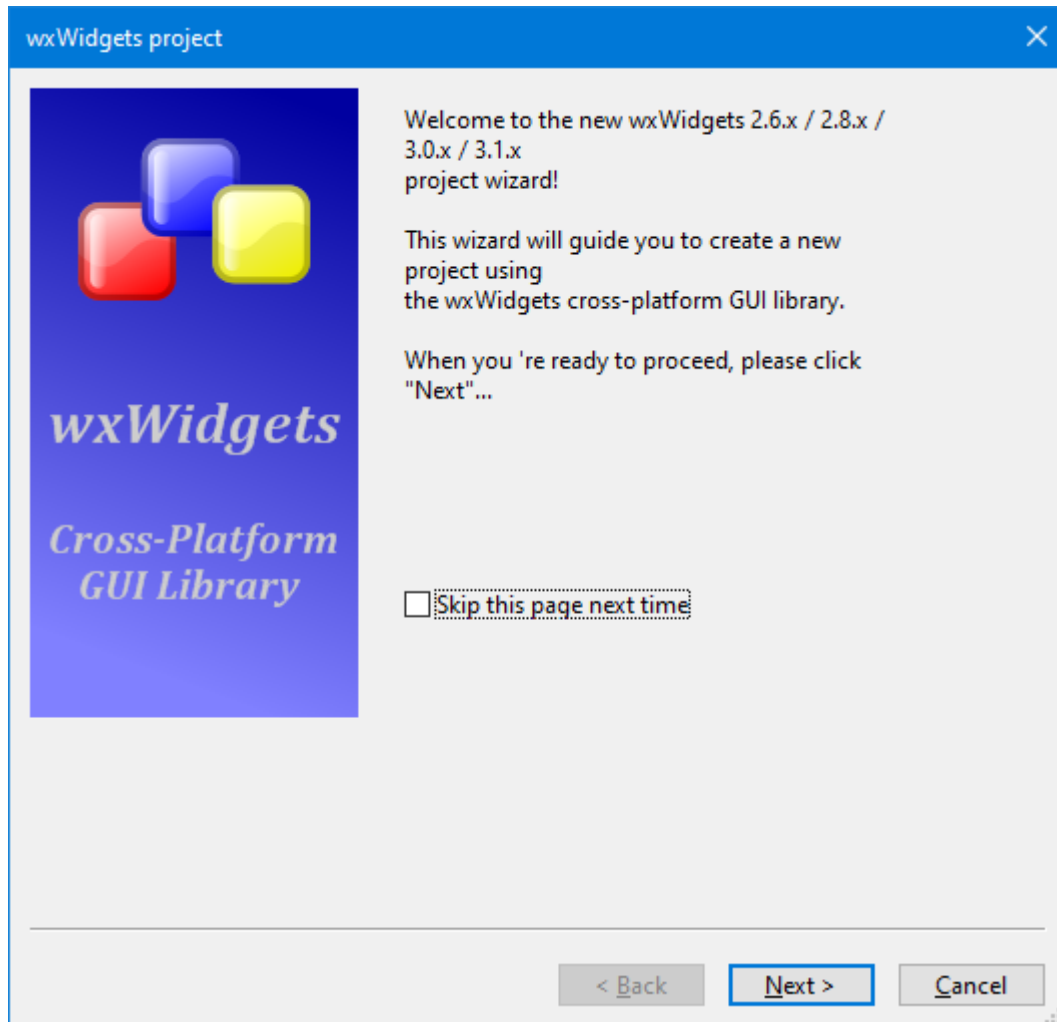 wxWidgets project
wxWidgets
Cross-Platform
GUI Library
Welcome to the new wxWidgets 2.6.x / 2.8.x /
3.0.x / 3.1.x
project wizard!
This wizard will guide you to create a new
project using
the wxWidgets cross-platform GUI library.
When you 're ready to proceed, please click
"Next"...
Skip this page next time
< Back
Next >
Cancel